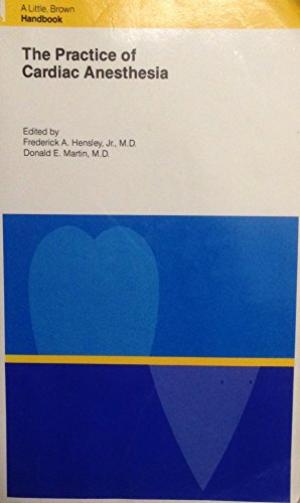 A Little, Brown
Handbook
The Practice of
Cardiac Anesthesia
Edited by
Frederick A. Hensley, Jr., M.D.
Donald E. Martin, M.D.